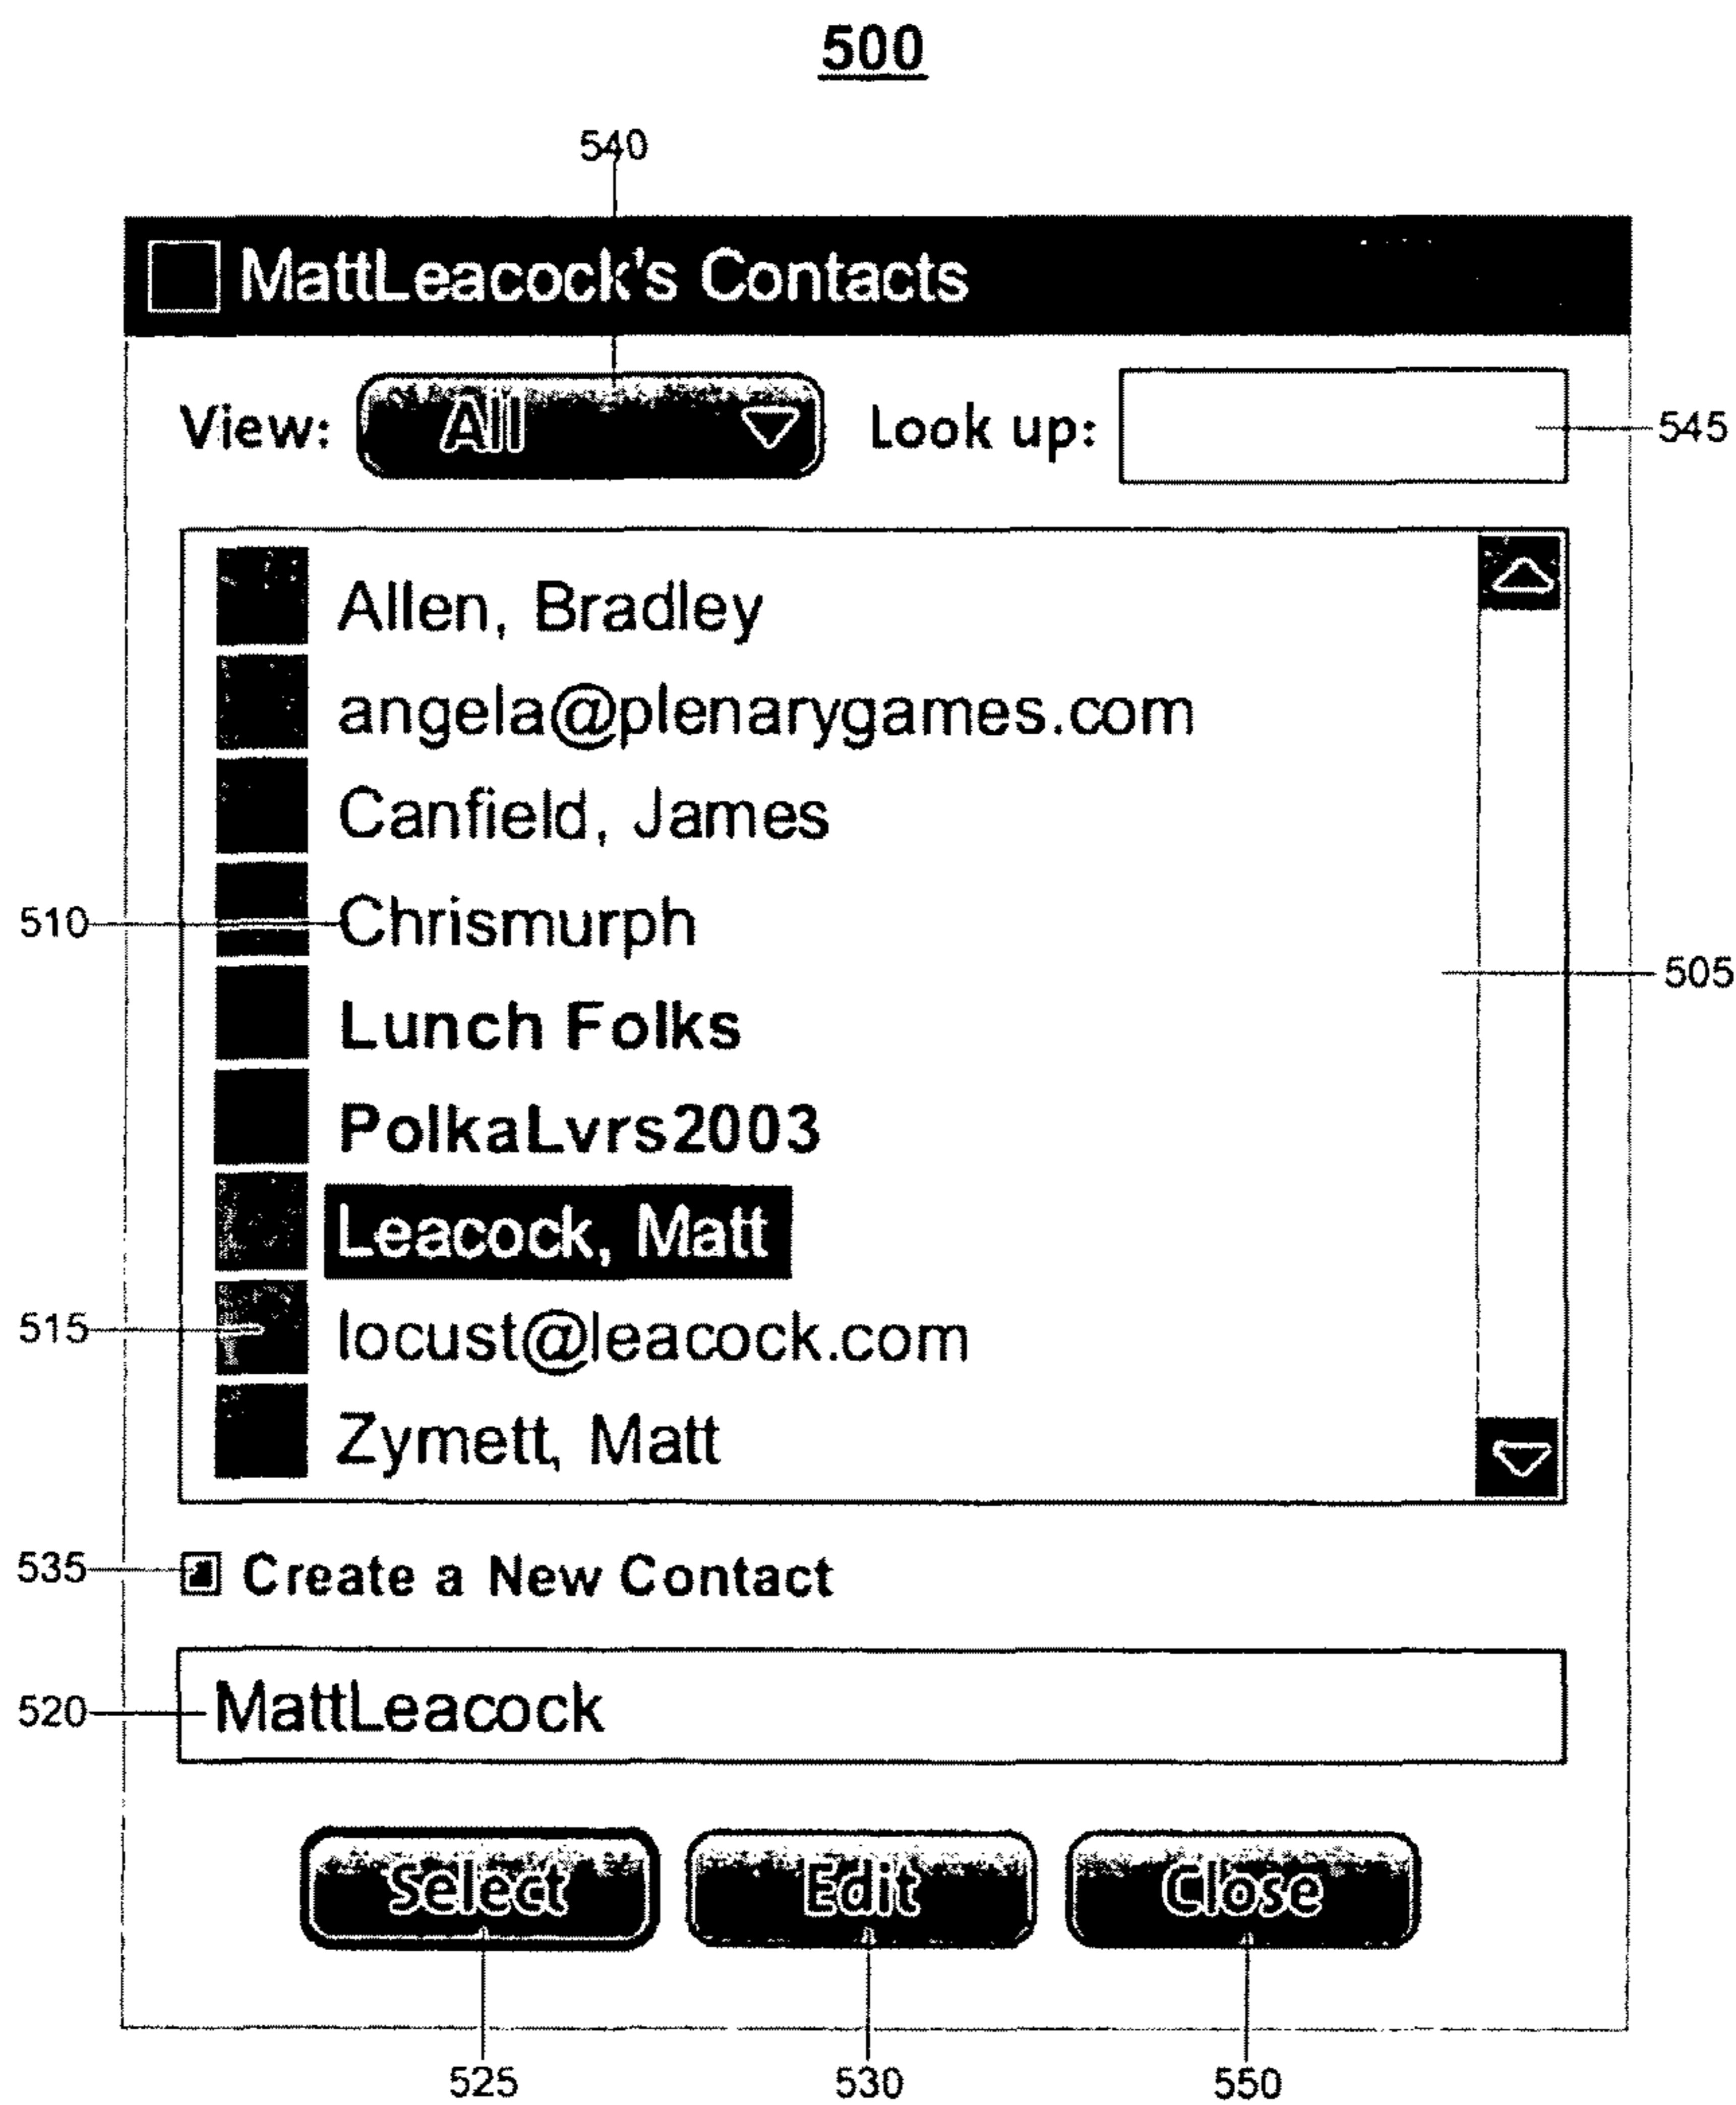 500
540
MattLeacock's Contacts
View: All Look up: 545
Allen, Bradley
angela@plenarygames.com
Canfield, James
510 Chrismurph
505
Lunch Folks
PolkaLvrs2003
Leacock, Matt
515 locust@leacock.com
Zymett, Matt
535 Create a New Contact
520 MattLeacock
Select Edit Close
525 530 550